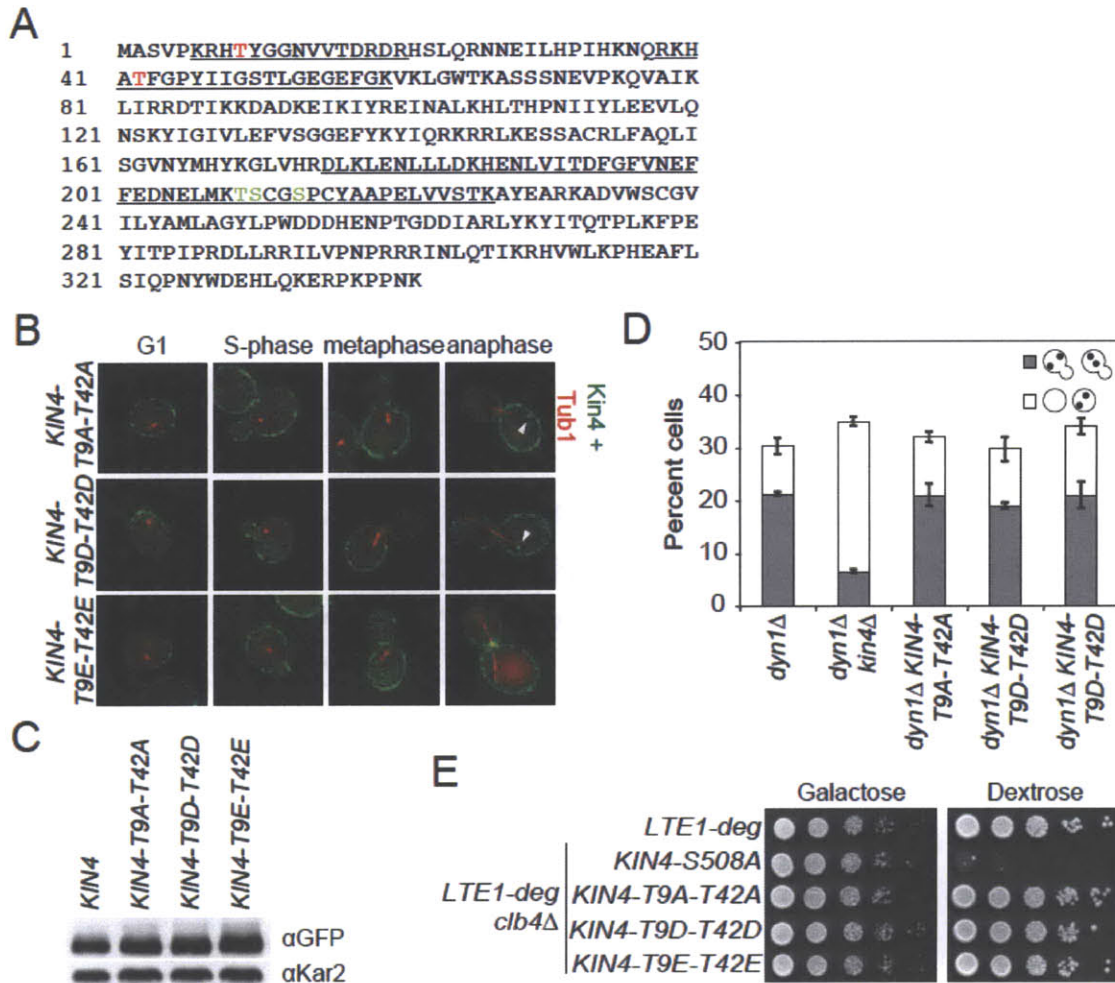 A
1 MASVPKRHTYGGNVVTDRDRHSLQRNNEILHPIHKNQRKH
41 ATFGPYIIGSTLGEGEFGKVKLGWTKASSSNEVPKQVAIK
81 LIRRDTIKKDADKEIKIYREINALKHLTHPNIIYLEEVLQ
121 NSKYIGIVLEFVSGGEFYKYIQRKRRLKESSACRLFAQLI
161 SGVNYMHYKGLVHRDLKLENLLLDKHENLVITDFGFVNEF
201 FEDNELMKTSCGSPCYAAPELVVSTKAYEARKADVWSCGV
241 ILYAMLAGYLPWDDDHENPTGDDIARLYKYITQTPLKFPE
281 YITPIPRDLLRRILVPNPRRRINLQTIKRHVWLKPHEAFL
321 SIQPNYWDEHLQKERPKPPNK
B
G1 S-phase metaphase anaphase
KIN4-
T9A-T42A
KIN4-
T9D-T42D
KIN4-
T9E-T42E
Kin4 +
Tub1
C
KIN4
KIN4-T9A-T42A
KIN4-T9D-T42D
KIN4-T9E-T42E
αGFP
αKar2
D
Percent cells
50
40
30
20
10
0
dyn1Δ
dyn1Δ
kin4Δ
dyn1Δ KIN4-
T9A-T42A
dyn1Δ KIN4-
T9D-T42D
dyn1Δ KIN4-
T9D-T42D
E
Galactose Dextrose
LTE1-deg
LTE1-deg
clb4Δ
KIN4-S508A
KIN4-T9A-T42A
KIN4-T9D-T42D
KIN4-T9E-T42E